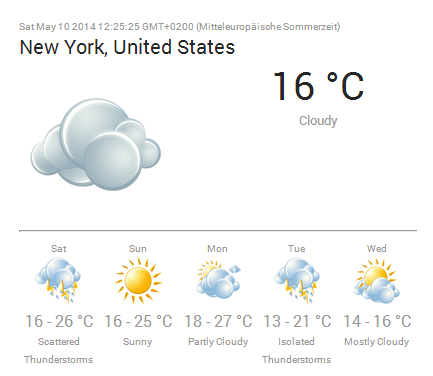 Sat May 10 2014 12:25:25 GMT+0200 (Mitteleuropäische Sommerzeit)
New York, United States
16 °C
Cloudy
Sat Sun Mon Tue Wed
16 - 26 °C 16 - 25 °C 18 - 27 °C 13 - 21 °C 14 - 16 °C
Scattered Sunny Partly Cloudy Isolated Mostly Cloudy
Thunderstorms Thunderstorms